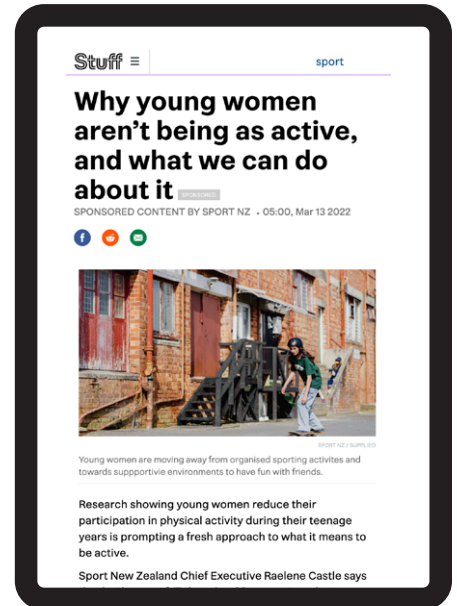 Stuff
sport
Why young women
aren’t being as active,
and what we can do
about it SPONSORED
SPONSORED CONTENT BY SPORT NZ • 05:00, Mar 13 2022
SPORT NZ / SUPPLIED
Young women are moving away from organised sporting activites and
towards suppportivie environments to have fun with friends.
Research showing young women reduce their
participation in physical activity during their teenage
years is prompting a fresh approach to what it means to
be active.
Sport New Zealand Chief Executive Raelene Castle says